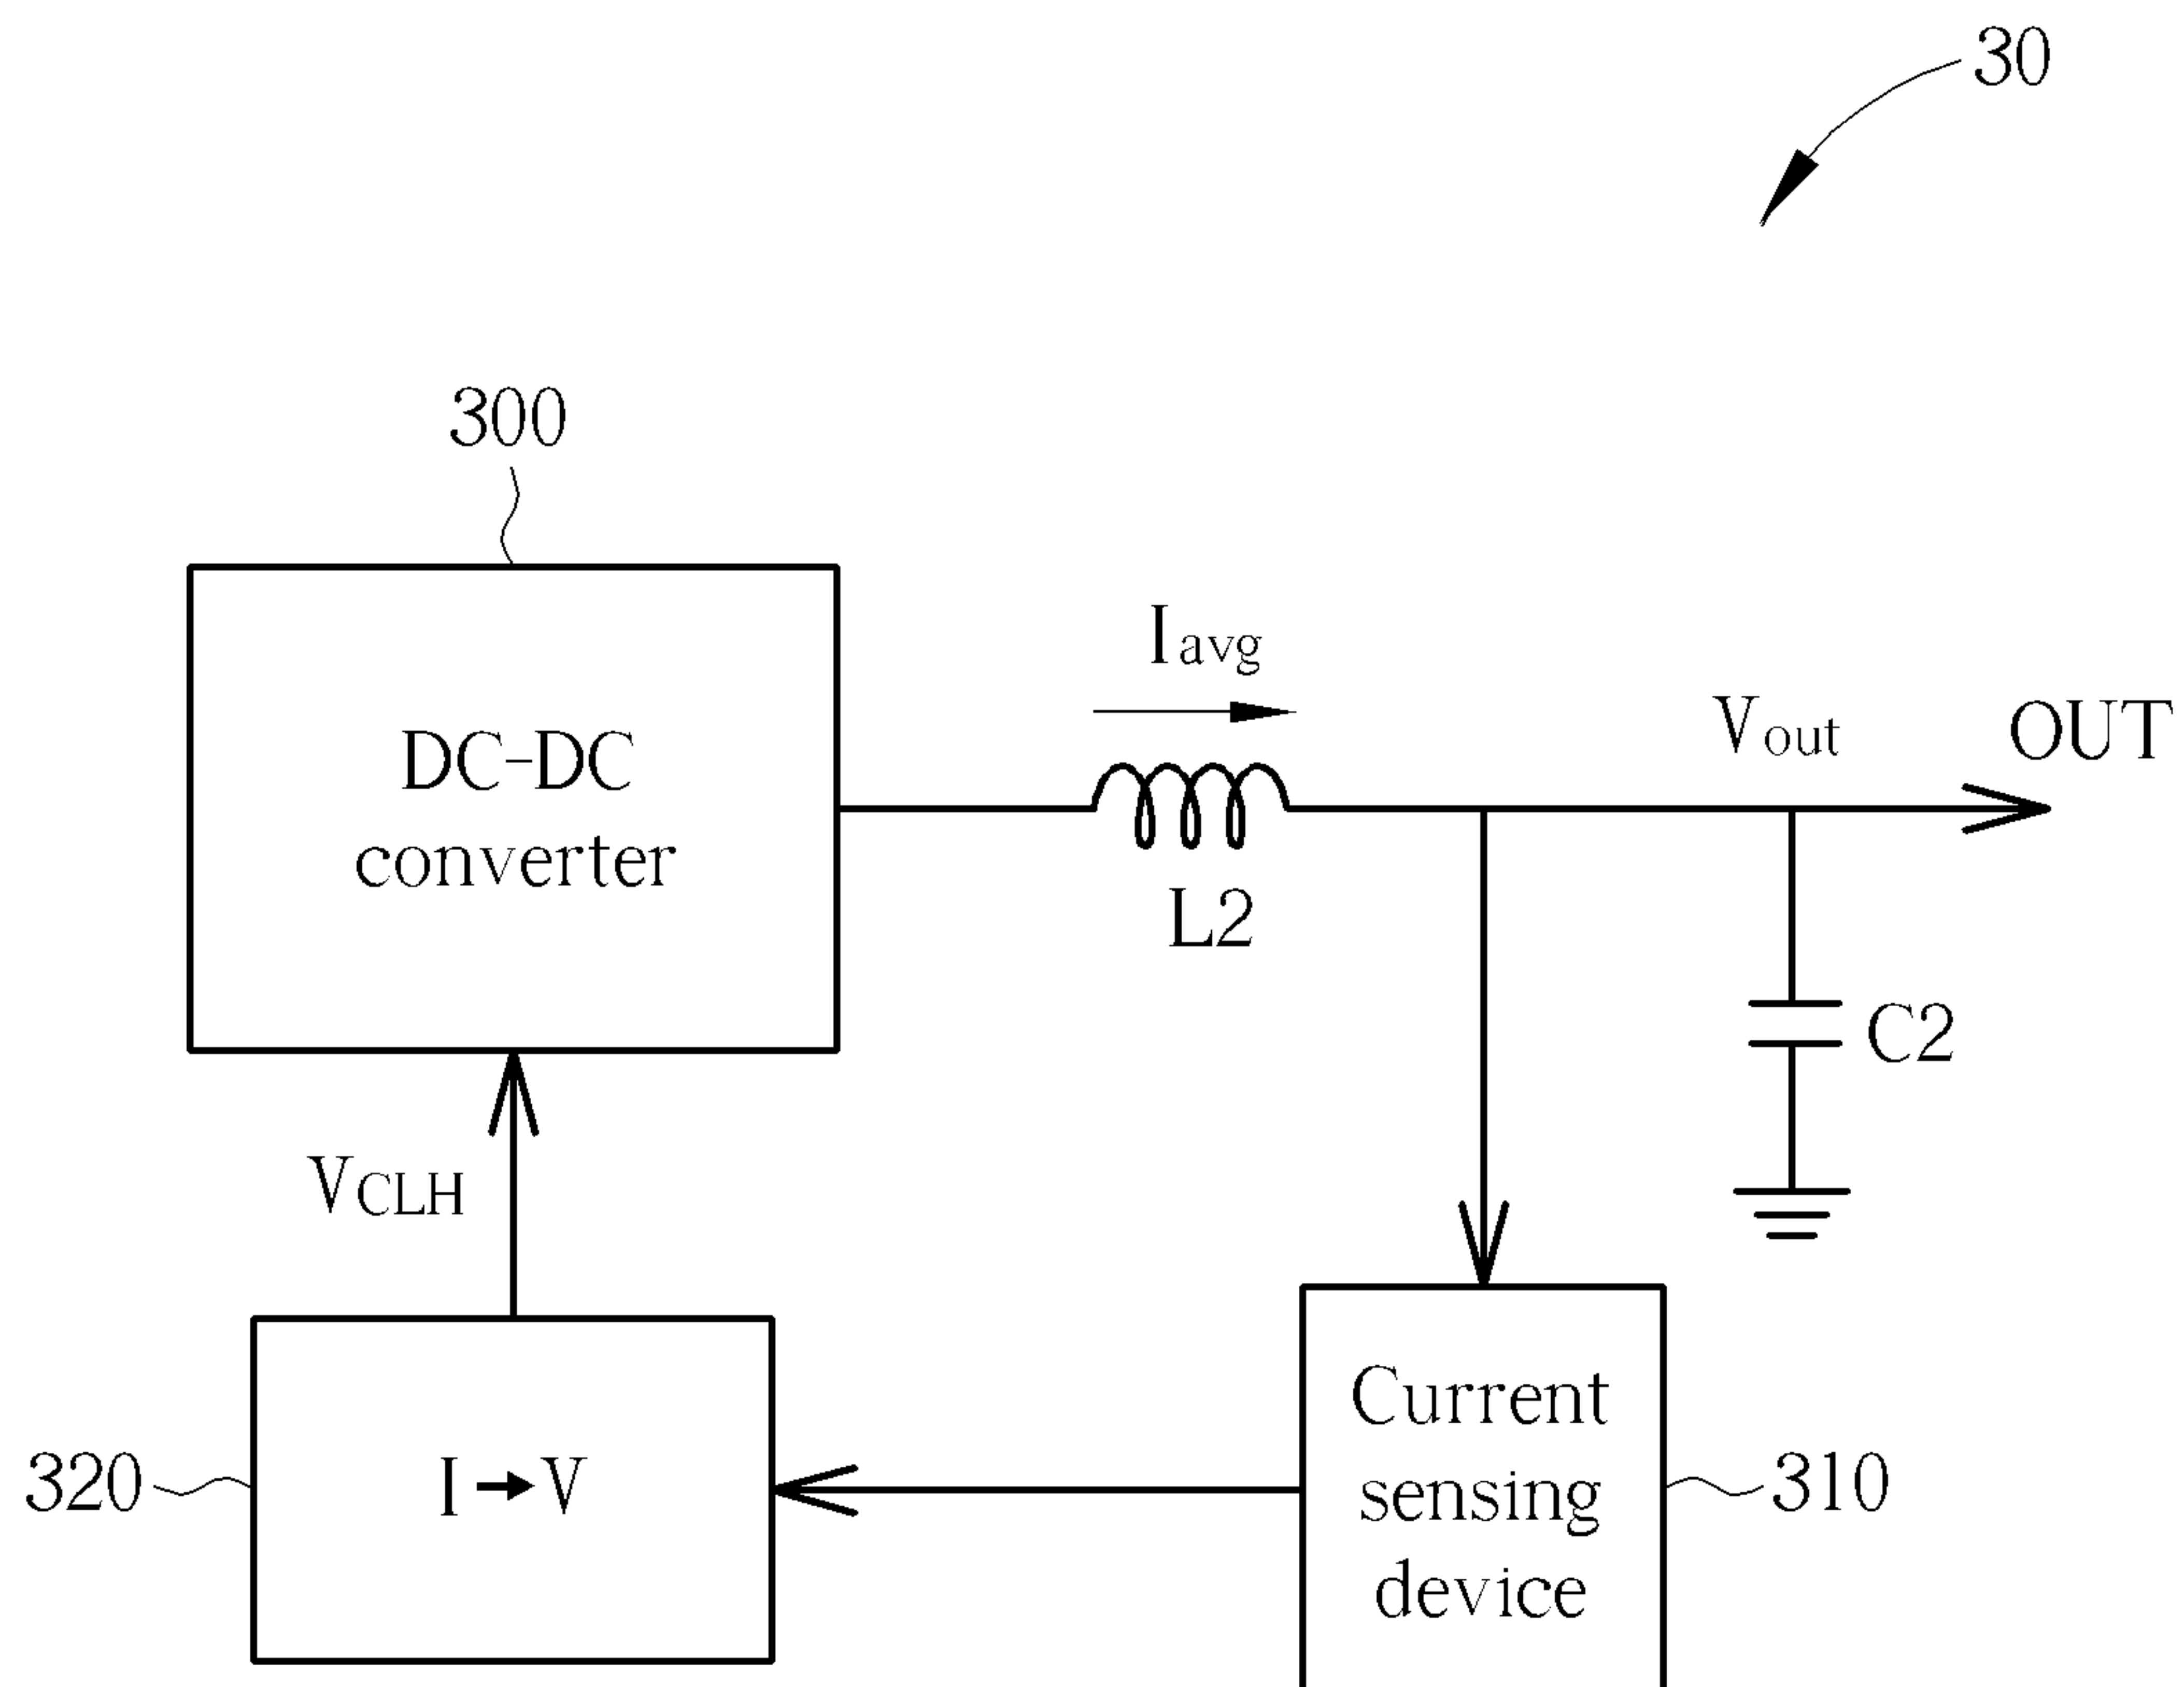 30
300
DC-DC
converter
Iavg
L2
Vout
OUT
C2
VCLH
320
I→V
Current
sensing
device
310